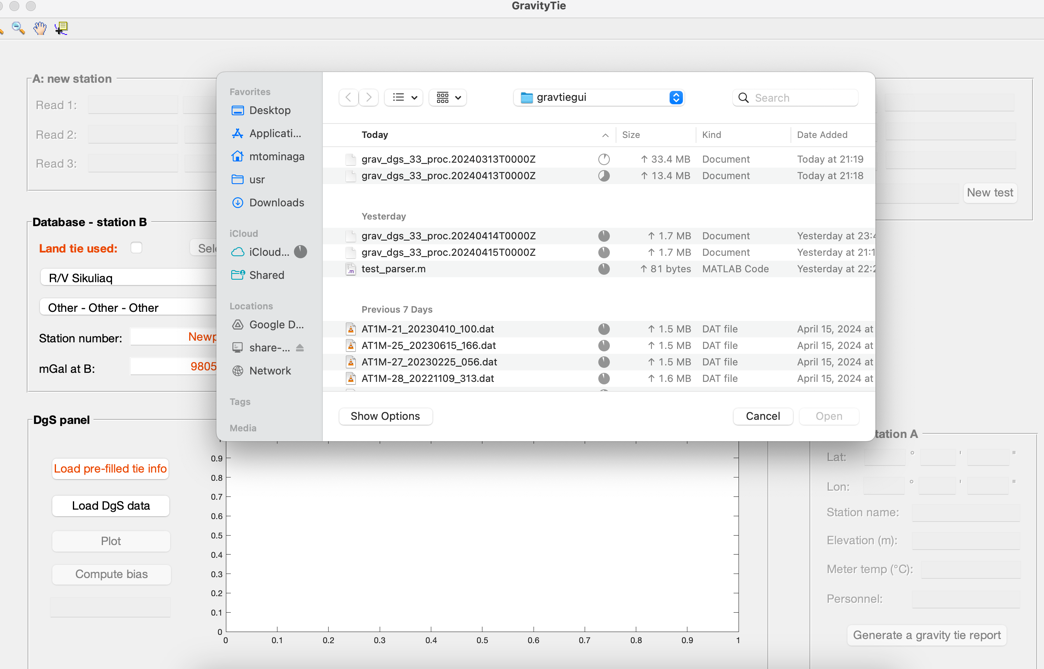 GravityTie
A: new station
Read 1:
Read 2:
Read 3:
New test
Database - station B
Land tie used:
R/V Sikuliaq
Other - Other - Other
Station number:
mGal at B:
9805
DgS panel
Load pre-filled tie info
Load DgS data
Plot
Compute bias
Favorites
Desktop
Applicati...
mtominaga
usr
Downloads
iCloud
iCloud...
Shared
Locations
Google D...
share-...
Network
Tags
Media
gravtiegui
Search
Today Size Kind Date Added
grav_dgs_33_proc.20240313T0000Z ↑ 33.4 MB Document Today at 21:19
grav_dgs_33_proc.20240413T0000Z ↑ 13.4 MB Document Today at 21:18
Yesterday
grav_dgs_33_proc.20240414T0000Z ↑ 1.7 MB Document Yesterday at 23:4
grav_dgs_33_proc.20240415T0000Z ↑ 1.7 MB Document Yesterday at 21:1
test_parser.m ↑ 81 bytes MATLAB Code Yesterday at 22:2
Previous 7 Days
AT1M-21_20230410_100.dat ↑ 1.5 MB DAT file April 15, 2024 at
AT1M-25_20230615_166.dat ↑ 1.5 MB DAT file April 15, 2024 at
AT1M-27_20230225_056.dat ↑ 1.5 MB DAT file April 15, 2024 at
AT1M-28_20221109_313.dat ↑ 1.6 MB DAT file April 15, 2024 at
Show Options Cancel Open
0.9
0.8
0.7
0.6
0.5
0.4
0.3
0.2
0.1
0
0 0.1 0.2 0.3 0.4 0.5 0.6 0.7 0.8 0.9 1
tation A
Lat: ° ' "
Lon: ° ' "
Station name:
Elevation (m):
Meter temp (°C):
Personnel:
Generate a gravity tie report